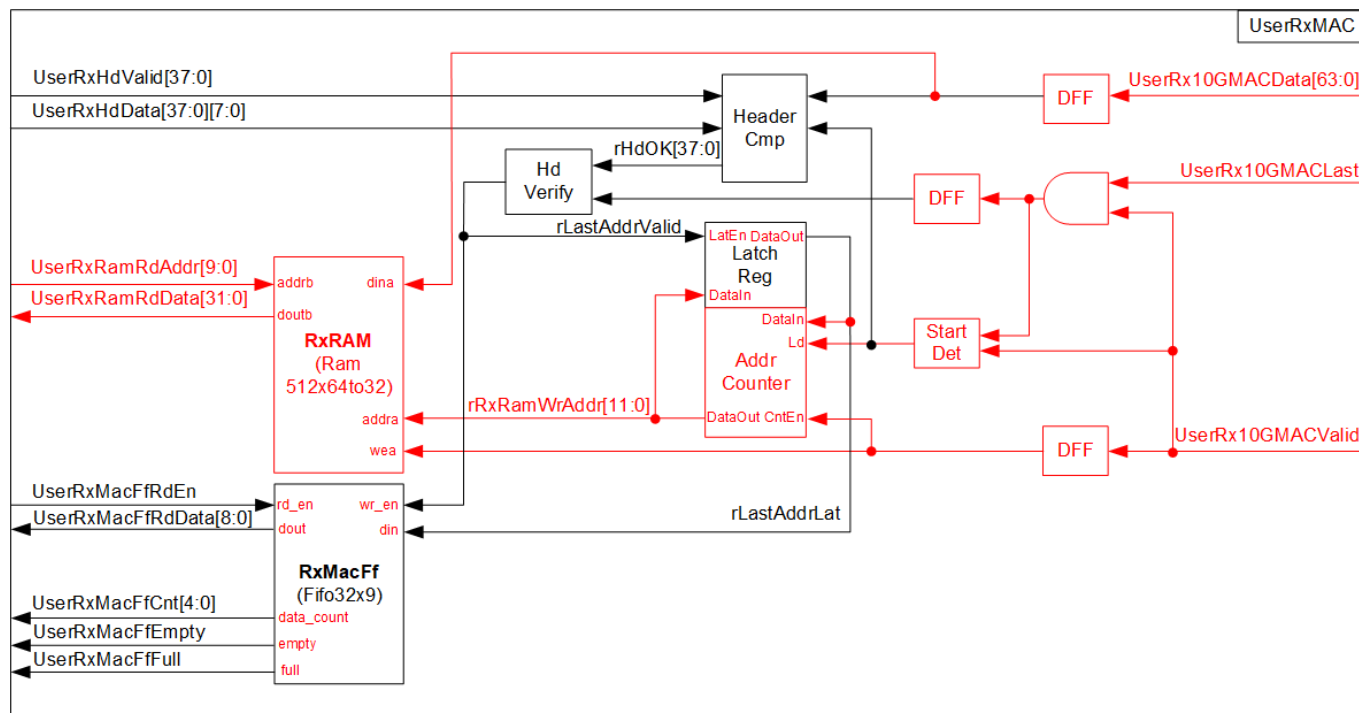 UserRxMAC
UserRxHdValid[37:0]
UserRx10GMACData[63:0]
DFF
UserRxHdData[37:0][7:0]
Header
Cmp
rHdOK[37:0]
Hd
Verify
UserRx10GMACLast
DFF
rLastAddrValid
LatEn DataOut
Latch
Reg
DataIn
UserRxRamRdAddr[9:0]
addrb
dina
UserRxRamRdData[31:0]
doutb
RxRAM
(Ram
512x64to32)
addra
wea
DataIn
Ld
Addr
Counter
DataOut CntEn
Start
Det
rRxRamWrAddr[11:0]
UserRx10GMACValid
DFF
UserRxMacFfRdEn
rd_en
wr_en
UserRxMacFfRdData[8:0]
dout
din
rLastAddrLat
RxMacFf
(Fifo32x9)
UserRxMacFfCnt[4:0]
data_count
UserRxMacFfEmpty
empty
UserRxMacFfFull
full